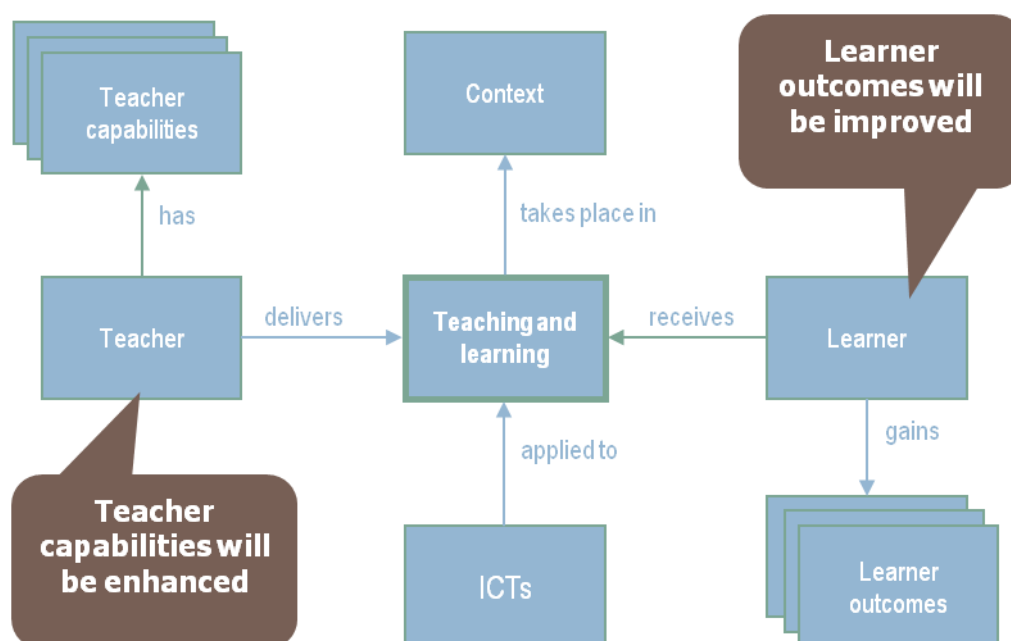 Teacher
capabilities
Context
Learner
outcomes will
be improved
has
takes place in
Teacher
delivers
Teaching and
learning
receives
Learner
applied to
gains
Teacher
capabilities will
be enhanced
ICTs
Learner
outcomes